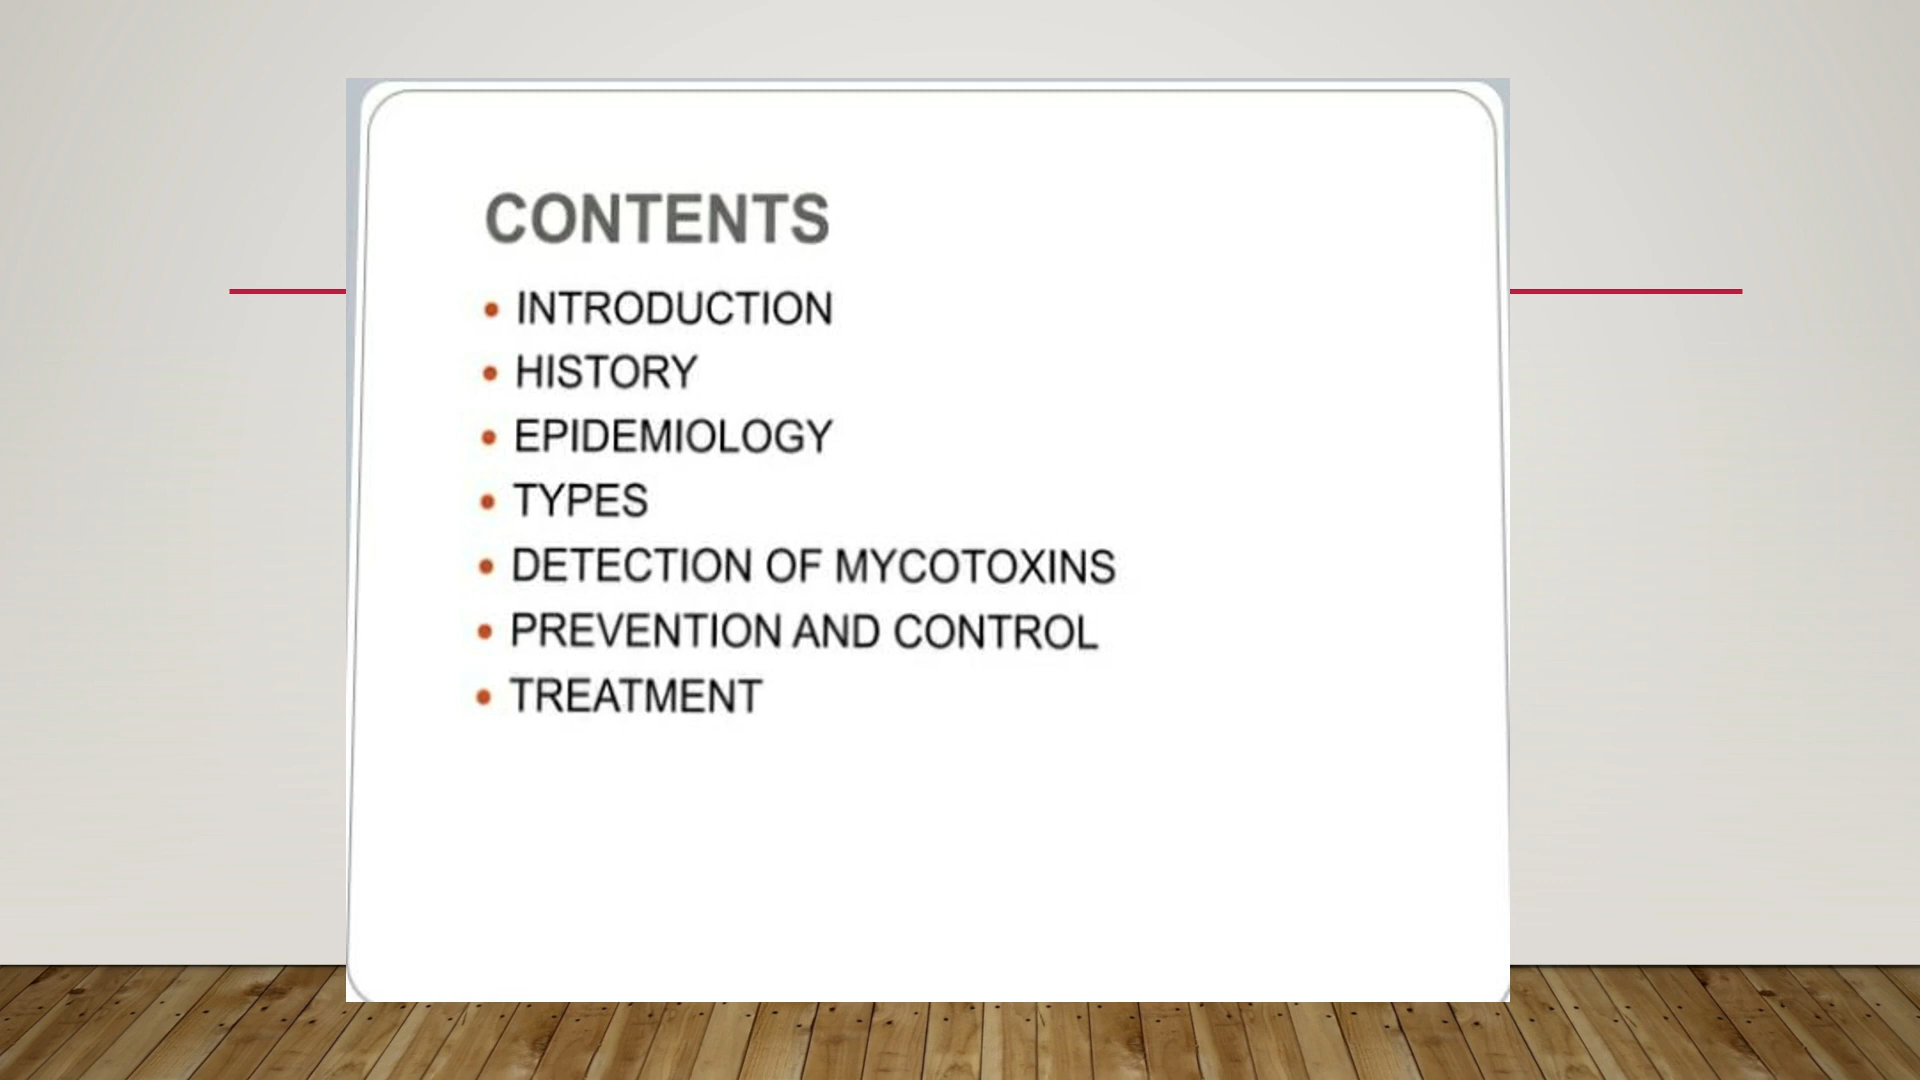 CONTENTS
• INTRODUCTION
• HISTORY
• EPIDEMIOLOGY
• TYPES
• DETECTION OF MYCOTOXINS
• PREVENTION AND CONTROL
• TREATMENT